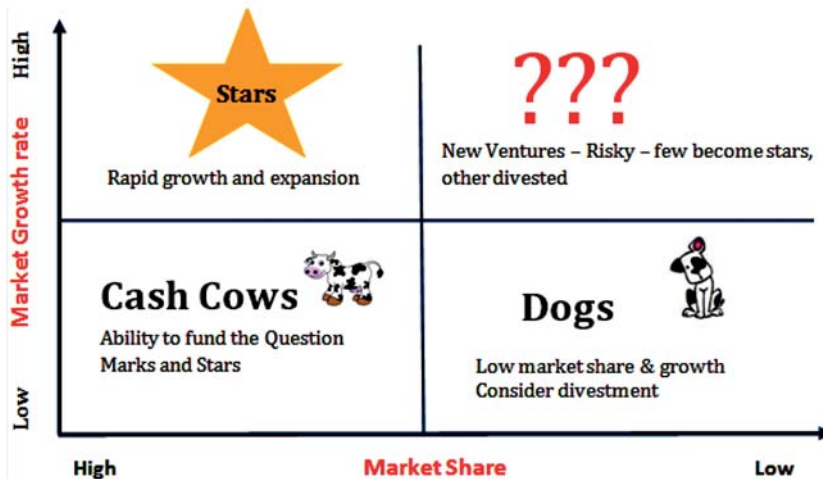 High
Market Growth rate
Low
Stars
Rapid growth and expansion
???
New Ventures – Risky – few become stars,
other divested
Cash Cows
Ability to fund the Question
Marks and Stars
Dogs
Low market share & growth
Consider divestment
High
Market Share
Low